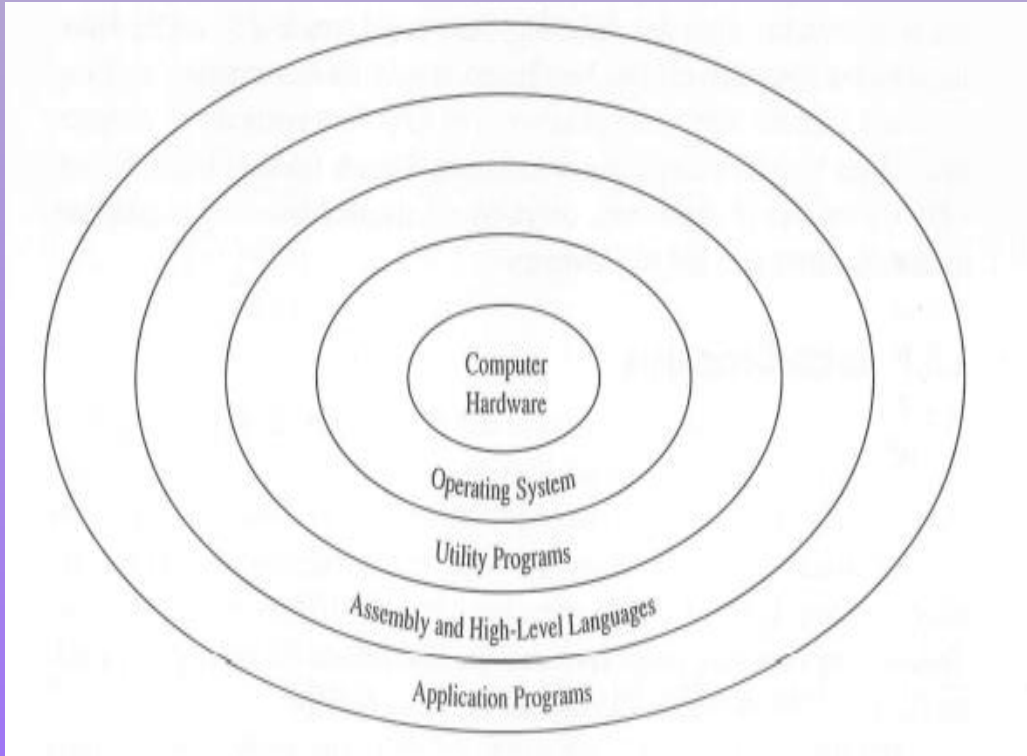 Computer
Hardware
Operating System
Utility Programs
Assembly and High-Level Languages
Application Programs